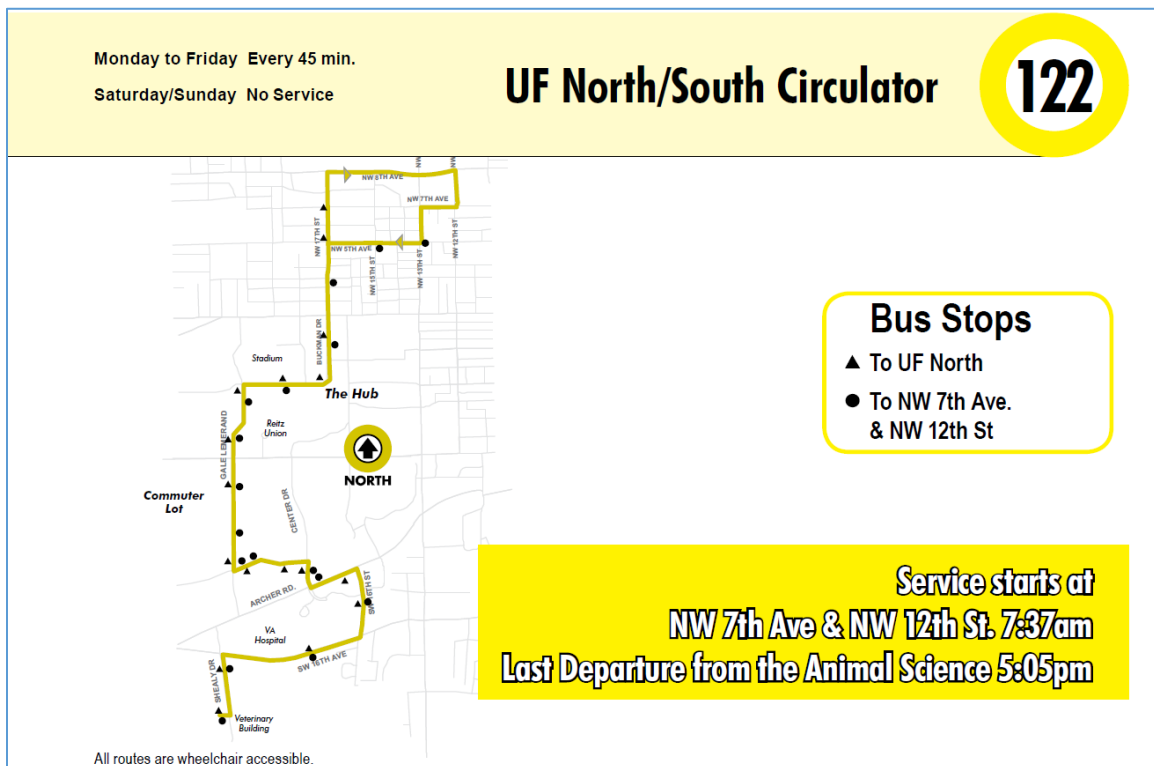 Monday to Friday  Every 45 min.
Saturday/Sunday  No Service
UF North/South Circulator
122
NW
NW
NW 8TH AVE
NW 7TH AVE
NW 17TH ST
NW 5TH AVE
NW 15TH ST
NW 13TH ST
NW 12TH ST
BUCKMAN DR
Stadium
The Hub
Reitz
Union
GALE LEMERAND
NORTH
Commuter
Lot
CENTER DR
ARCHER RD.
SW 16TH ST
VA
Hospital
SW 16TH AVE
SHEALY DR
Veterinary
Building
Bus Stops
To UF North
To NW 7th Ave.
& NW 12th St
Service starts at
NW 7th Ave & NW 12th St. 7:37am
Last Departure from the Animal Science 5:05pm
All routes are wheelchair accessible.